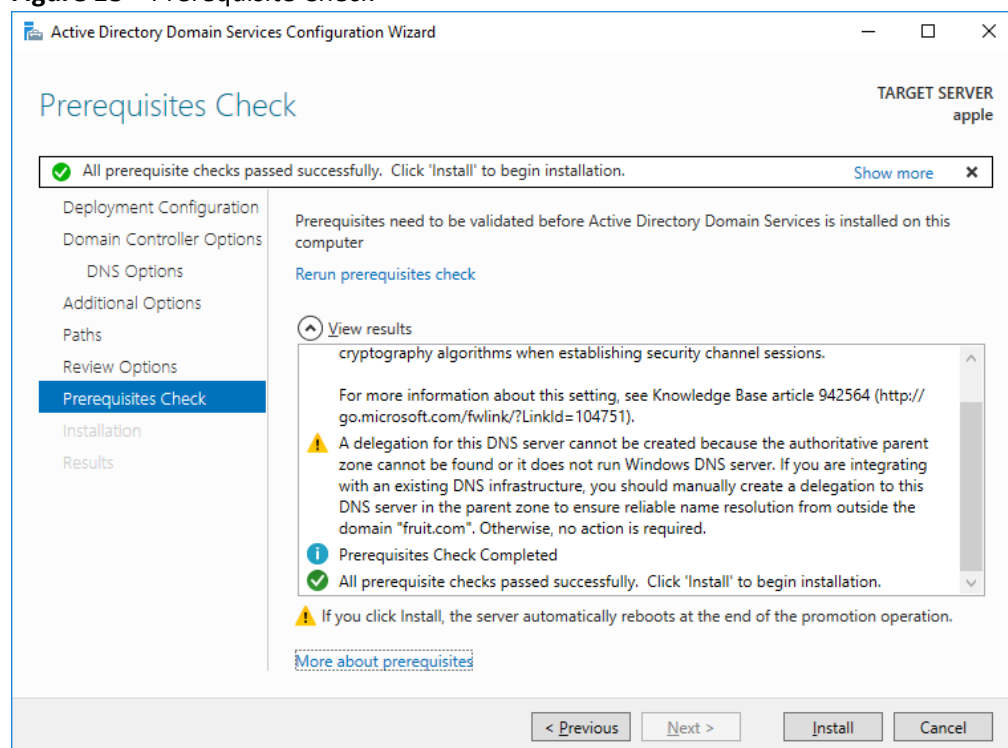 Active Directory Domain Services Configuration Wizard
Prerequisites Check
TARGET SERVER
apple
All prerequisite checks passed successfully. Click 'Install' to begin installation.
Show more
Deployment Configuration
Domain Controller Options
DNS Options
Additional Options
Paths
Review Options
Prerequisites Check
Installation
Results
Prerequisites need to be validated before Active Directory Domain Services is installed on this
computer
Rerun prerequisites check
View results
cryptography algorithms when establishing security channel sessions.
For more information about this setting, see Knowledge Base article 942564 (http://
go.microsoft.com/fwlink/?LinkId=104751).
A delegation for this DNS server cannot be created because the authoritative parent
zone cannot be found or it does not run Windows DNS server. If you are integrating
with an existing DNS infrastructure, you should manually create a delegation to this
DNS server in the parent zone to ensure reliable name resolution from outside the
domain "fruit.com". Otherwise, no action is required.
Prerequisites Check Completed
All prerequisite checks passed successfully. Click 'Install' to begin installation.
If you click Install, the server automatically reboots at the end of the promotion operation.
More about prerequisites
< Previous
Next >
Install
Cancel